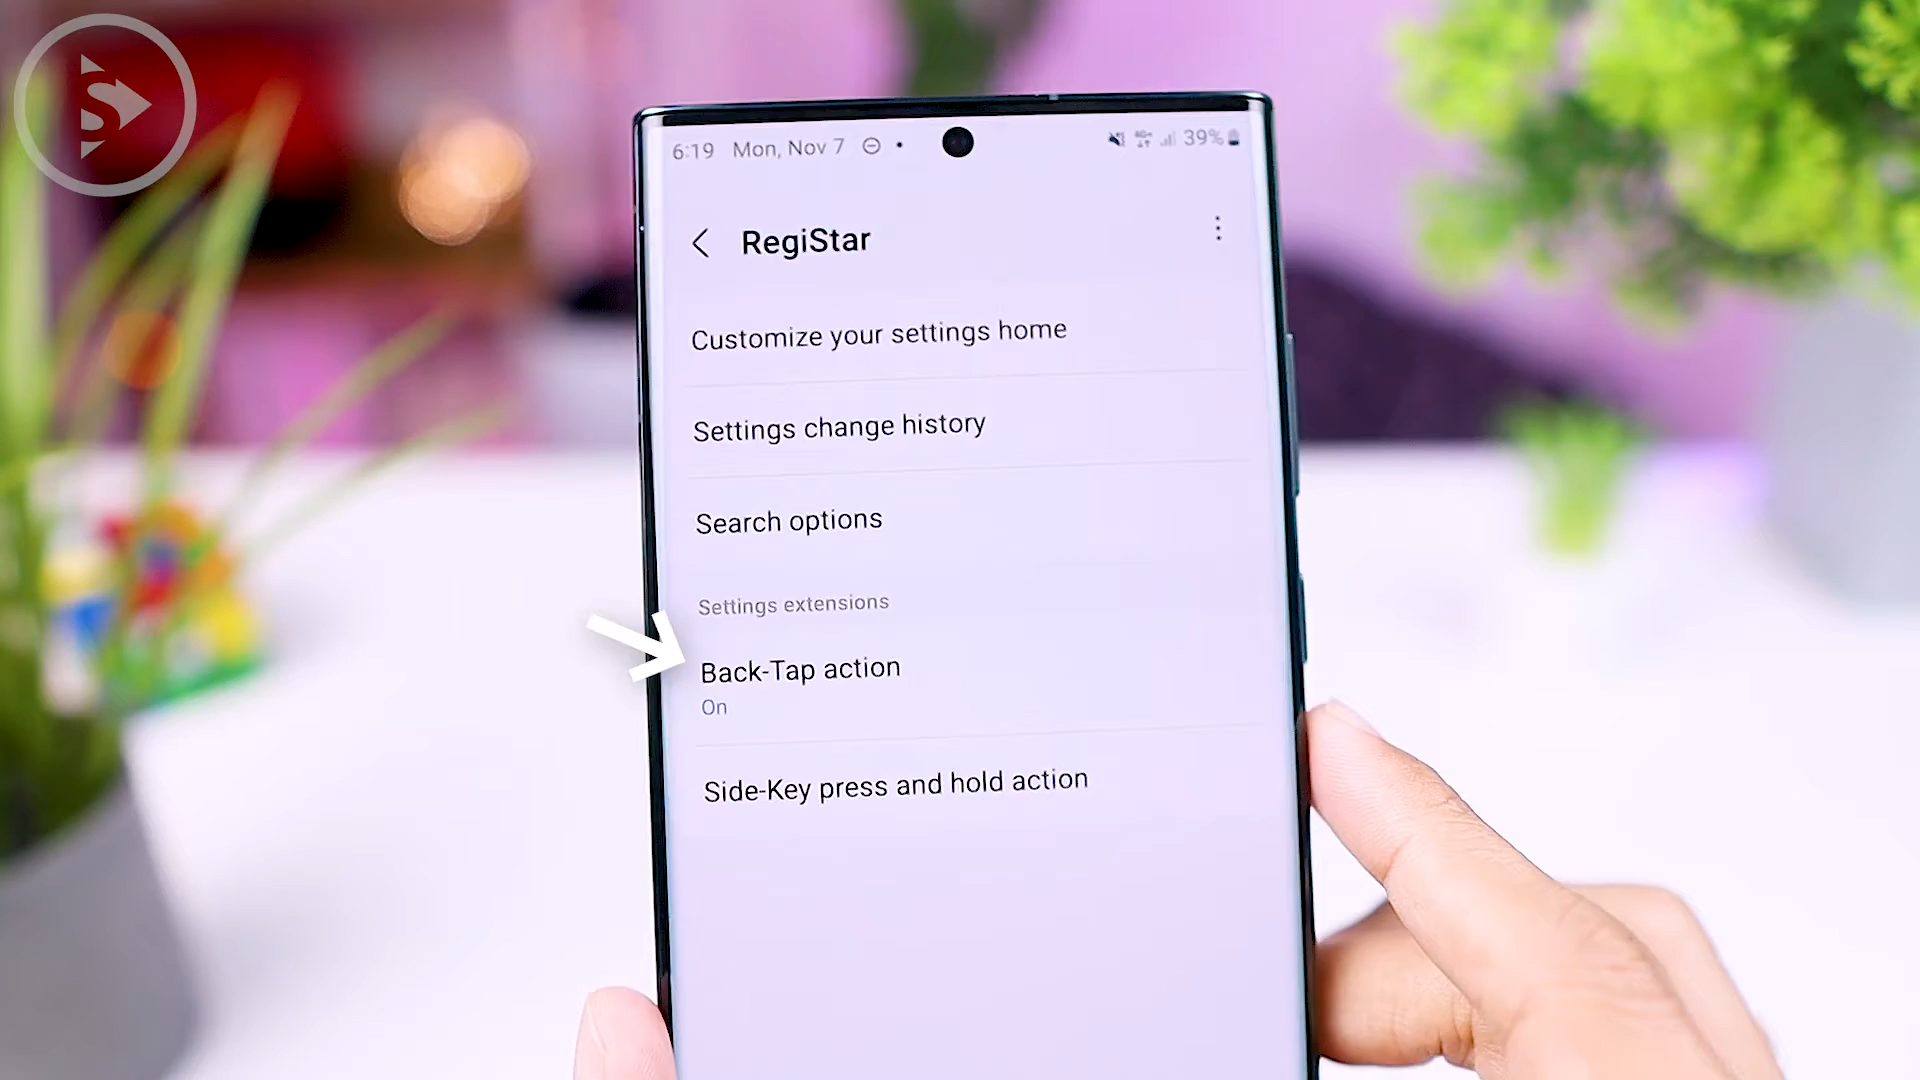 S
6:19 Mon, Nov 7 39%
RegiStar
Customize your settings home
Settings change history
Search options
Settings extensions
Back-Tap action
On
Side-Key press and hold action